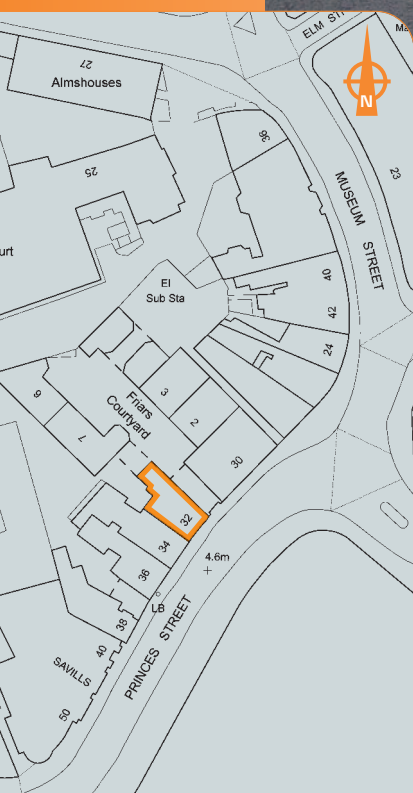 ELM ST
Ma
27
Almshouses
N
36
25
23
MUSEUM STREET
urt
El
Sub Sta
40
42
24
3
Friars
Courtyard
2
6
7
30
32
34
4.6m
36
LB
38
PRINCES STREET
40
SAVILLS
50